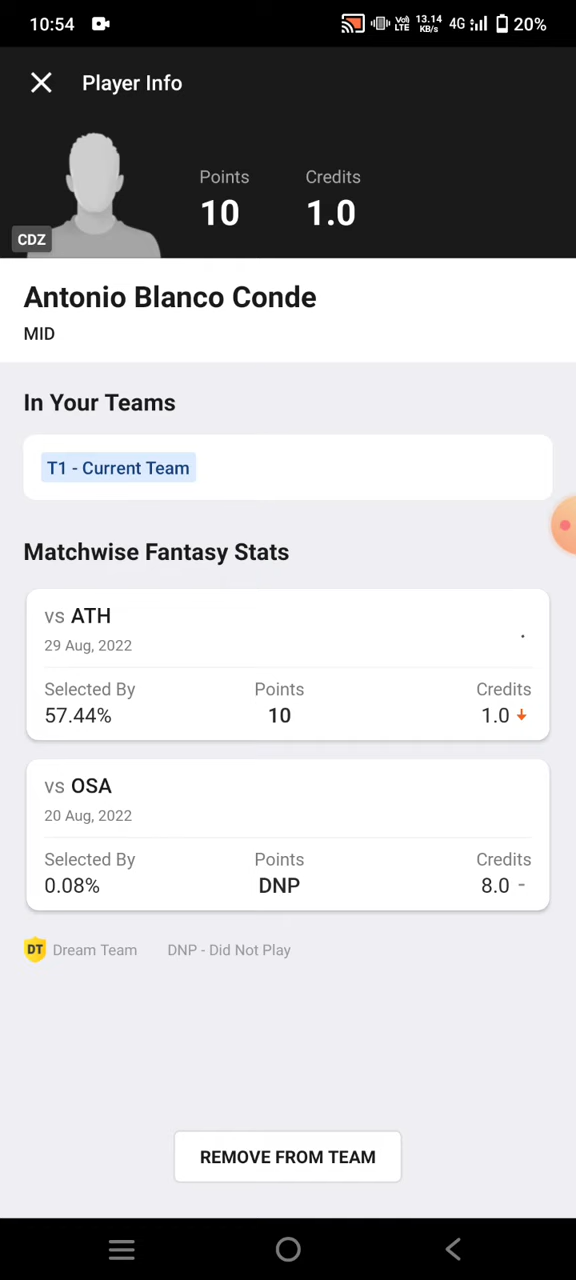 10:54 Vo) LTE 13.14 KB/s 4G 20%
Player Info
Points Credits
10 1.0
CDZ
Antonio Blanco Conde
MID
In Your Teams
T1 - Current Team
Matchwise Fantasy Stats
vs ATH
29 Aug, 2022
Selected By Points Credits
57.44% 10 1.0
vs OSA
20 Aug, 2022
Selected By Points Credits
0.08% DNP 8.0 -
DT Dream Team DNP - Did Not Play
REMOVE FROM TEAM